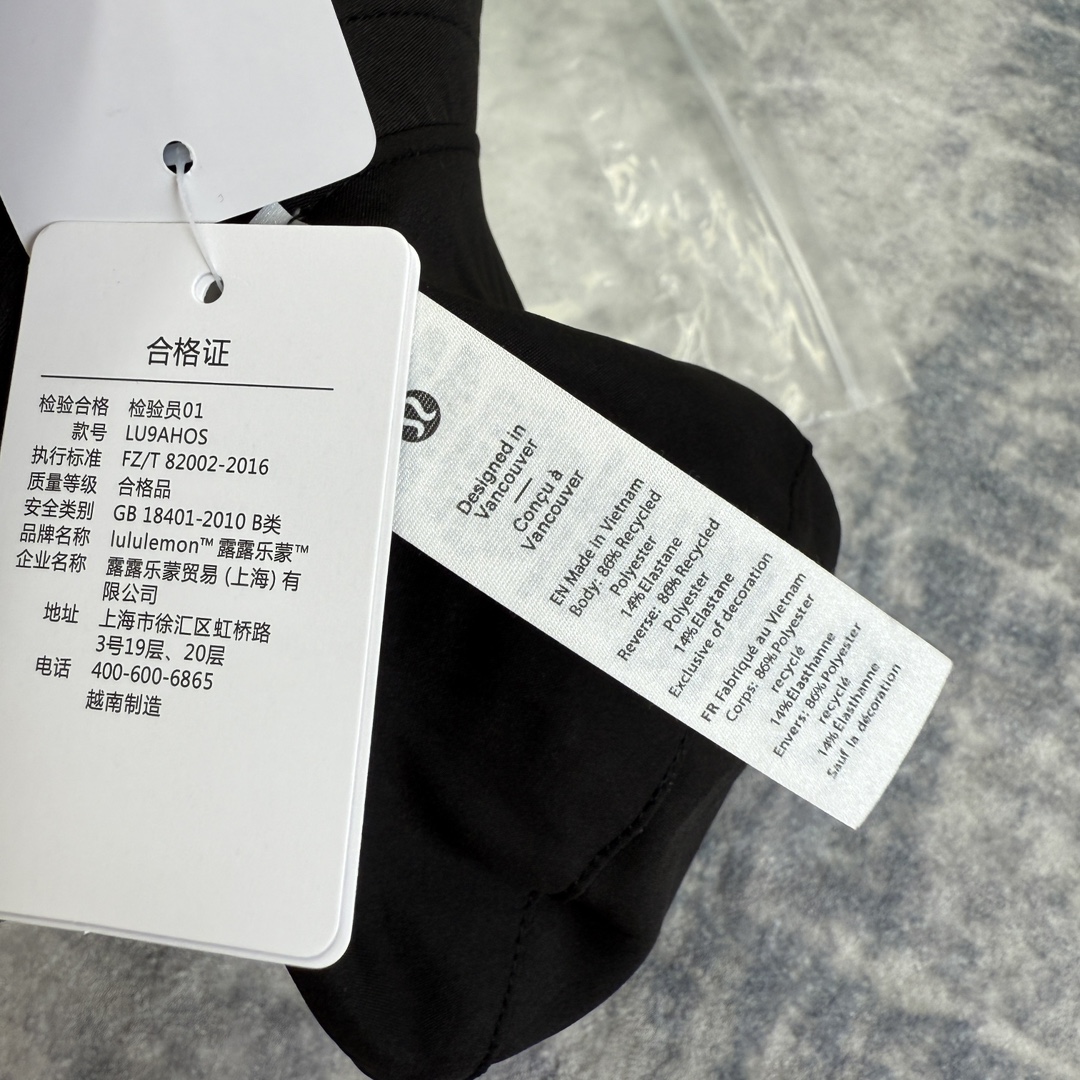 合格证
检验合格 检验员01
款号 LU9AHOS
执行标准 FZ/T 82002-2016
质量等级 合格品
安全类别 GB 18401-2010 B类
品牌名称 lululemon™ 露露乐蒙™
企业名称 露露乐蒙贸易 (上海) 有
限公司
地址 上海市徐汇区虹桥路
3号19层、20层
电话 400-600-6865
越南制造
Designed in
Vancouver
Conçu à
Vancouver
EN Made in Vietnam
Body: 86% Recycled
Polyester
14% Elastane
Reverse: 86% Recycled
Polyester
14% Elastane
Exclusive of decoration
FR Fabriqué au Vietnam
Corps: 86% Polyester
recyclé
14% Élasthanne
Envers: 86% Polyester
recyclé
14% Élasthanne
Sauf la décoration